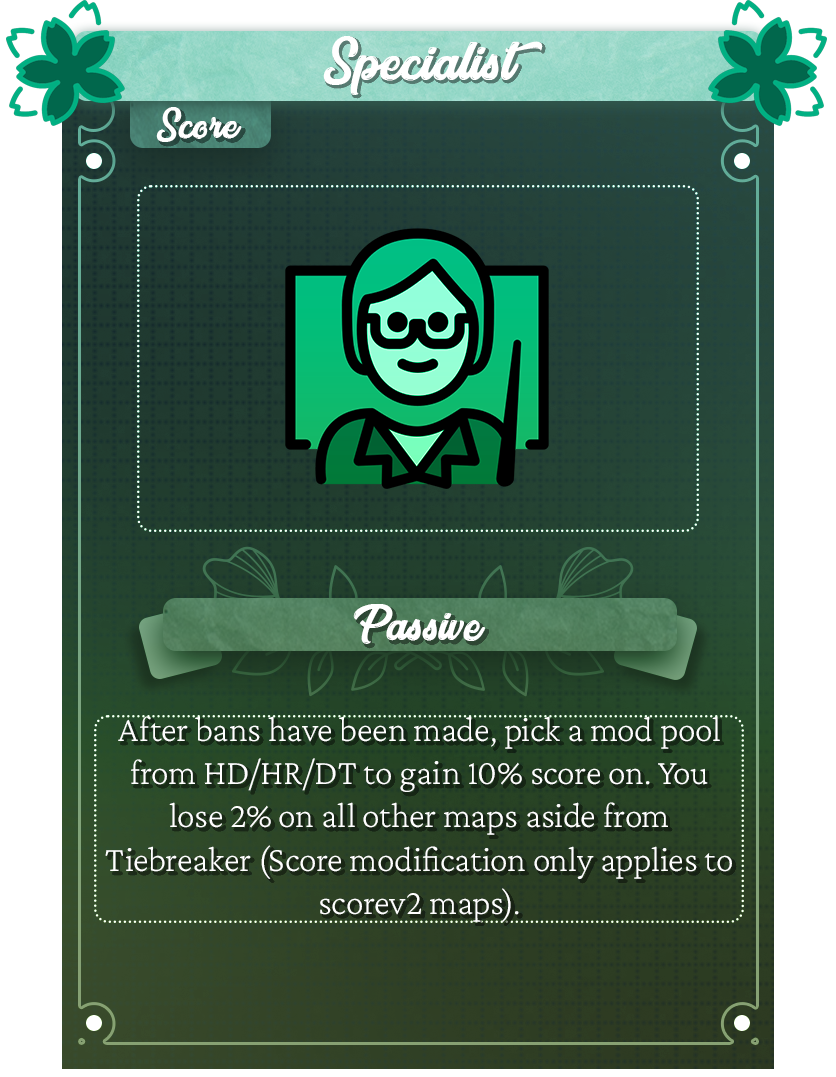 Specialist
Score
Passive
After bans have been made, pick a mod pool
from HD/HR/DT to gain 10% score on. You
lose 2% on all other maps aside from
Tiebreaker (Score modification only applies to
scorev2 maps).